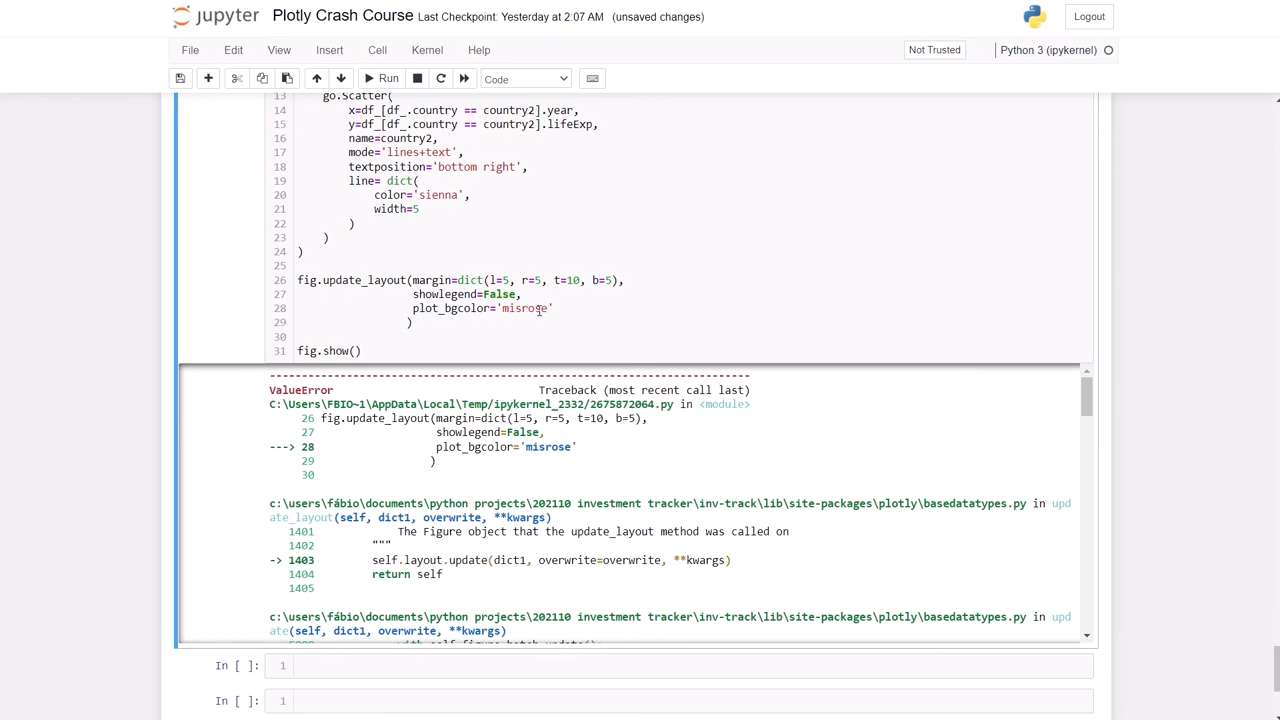 jupyter Plotly Crash Course Last Checkpoint: Yesterday at 2:07 AM (unsaved changes) Logout
File Edit View Insert Cell Kernel Help Not Trusted Python 3 (ipykernel)
Run Code
13 go.Scatter(
14 x=df_[df_.country == country2].year,
15 y=df_[df_.country == country2].lifeExp,
16 name=country2,
17 mode='lines+text',
18 textposition='bottom right',
19 line= dict(
20 color='sienna',
21 width=5
22 )
23 )
24 )
25
26 fig.update_layout(margin=dict(l=5, r=5, t=10, b=5),
27 showlegend=False,
28 plot_bgcolor='misrose'
29 )
30
31 fig.show()
---------------------------------------------------------------------------
ValueError Traceback (most recent call last)
C:\Users\FBIO~1\AppData\Local\Temp/ipykernel_2332/2675872064.py in <module>
26 fig.update_layout(margin=dict(l=5, r=5, t=10, b=5),
27 showlegend=False,
---> 28 plot_bgcolor='misrose'
29 )
30
c:\users\fábio\documents\python projects\202110 investment tracker\inv-track\lib\site-packages\plotly\basedatatypes.py in upd
ate_layout(self, dict1, overwrite, **kwargs)
1401 The Figure object that the update_layout method was called on
1402 """
-> 1403 self.layout.update(dict1, overwrite=overwrite, **kwargs)
1404 return self
1405
c:\users\fábio\documents\python projects\202110 investment tracker\inv-track\lib\site-packages\plotly\basedatatypes.py in upd
ate(self, dict1, overwrite, **kwargs)
In [ ]: 1
In [ ]: 1